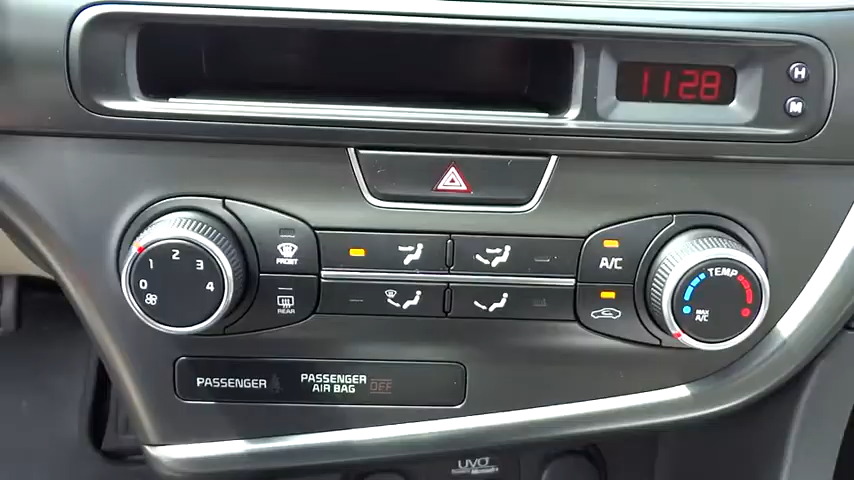 1128
H
M
0
1
2
3
4
FRONT
REAR
A/C
TEMP
MAX
A/C
PASSENGER
PASSENGER
AIR BAG
OFF
UVO